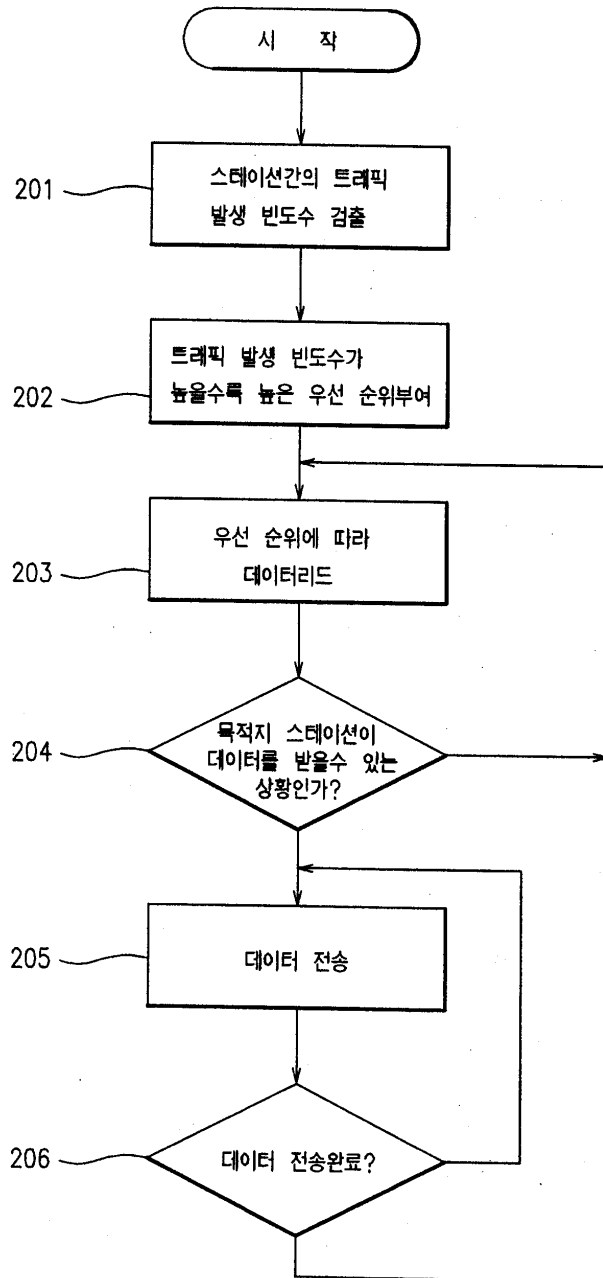 시 작
201
스테이션간의 트래픽
발생 빈도수 검출
202
트래픽 발생 빈도수가
높을수록 높은 우선 순위부여
203
우선 순위에 따라
데이터리드
204
목적지 스테이션이
데이터를 받을수 있는
상황인가?
205
데이터 전송
206
데이터 전송완료?